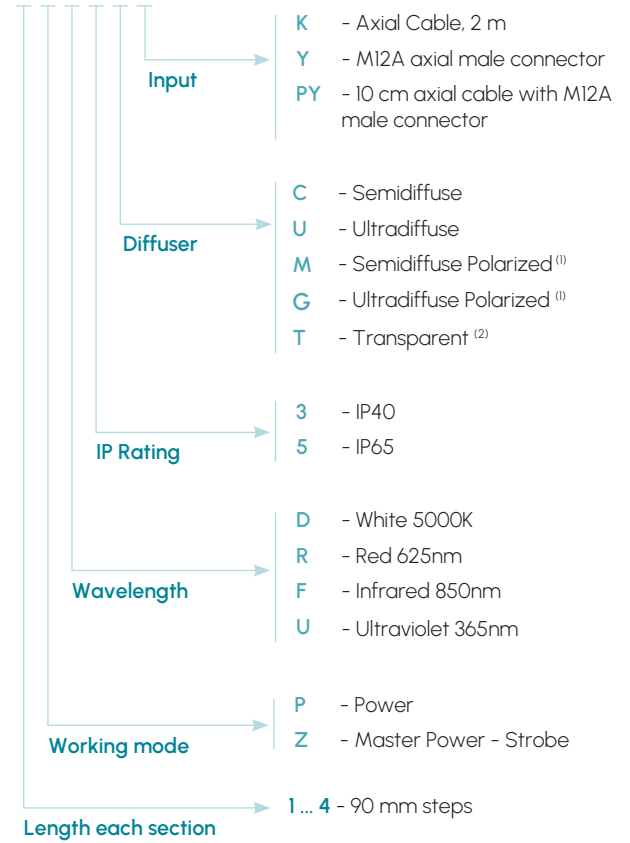 K - Axial Cable, 2 m
Y - M12A axial male connector
PY - 10 cm axial cable with M12A
male connector
Input
C - Semidiffuse
U - Ultradiffuse
M - Semidiffuse Polarized (1)
G - Ultradiffuse Polarized (1)
T - Transparent (2)
Diffuser
3 - IP40
5 - IP65
IP Rating
D - White 5000K
R - Red 625nm
F - Infrared 850nm
U - Ultraviolet 365nm
Wavelength
P - Power
Z - Master Power - Strobe
Working mode
1 ... 4 - 90 mm steps
Length each section